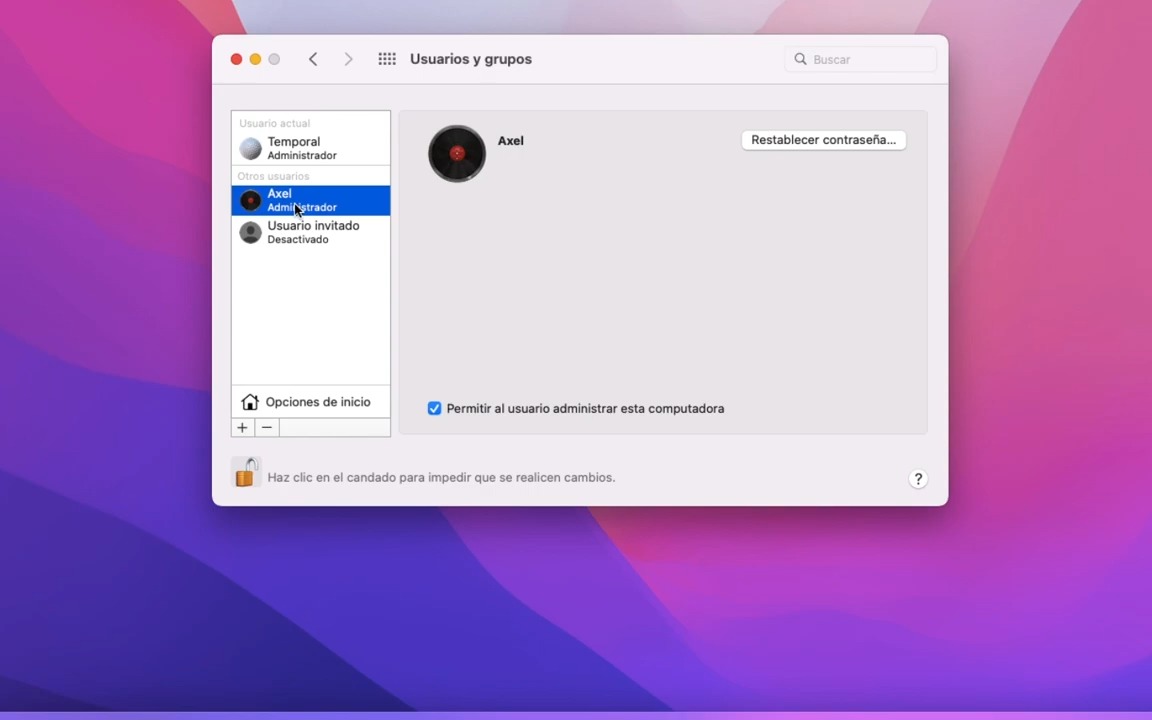 Usuarios y grupos
Buscar
Usuario actual
Temporal
Administrador
Otros usuarios
Axel
Administrador
Usuario invitado
Desactivado
Opciones de inicio
+ −
Axel
Restablecer contraseña...
Permitir al usuario administrar esta computadora
Haz clic en el candado para impedir que se realicen cambios.
?